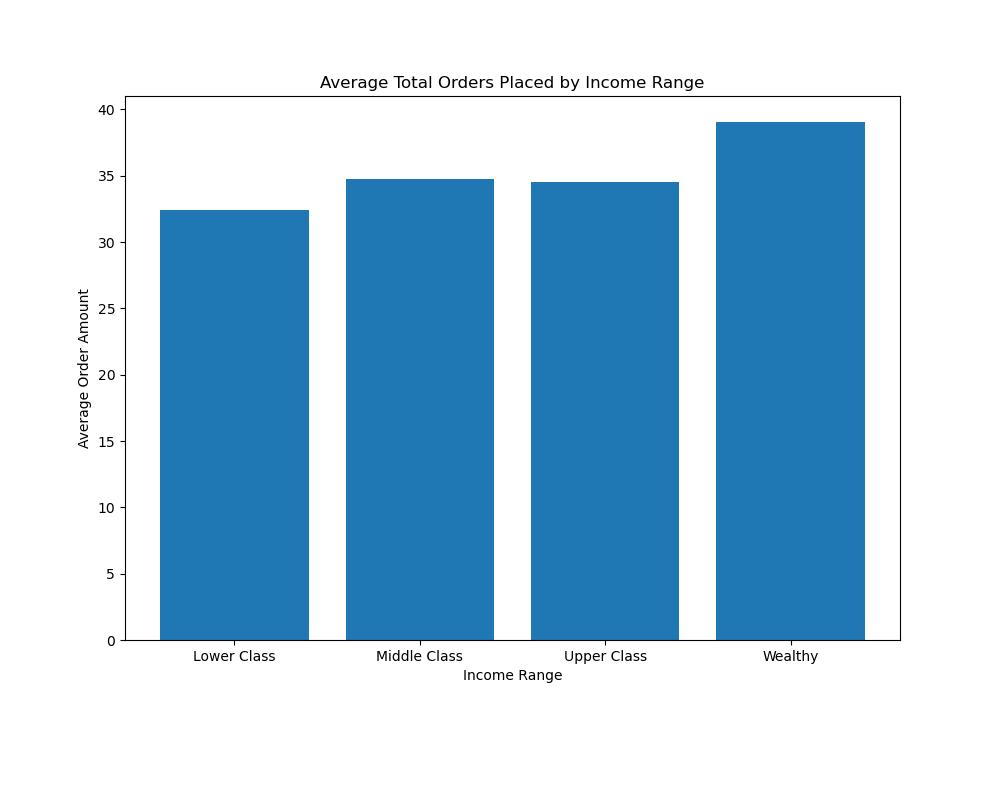 Average Total Orders Placed by Income Range
40
35
30
25
20
15
10
5
0
Average Order Amount
Lower Class
Middle Class
Upper Class
Wealthy
Income Range